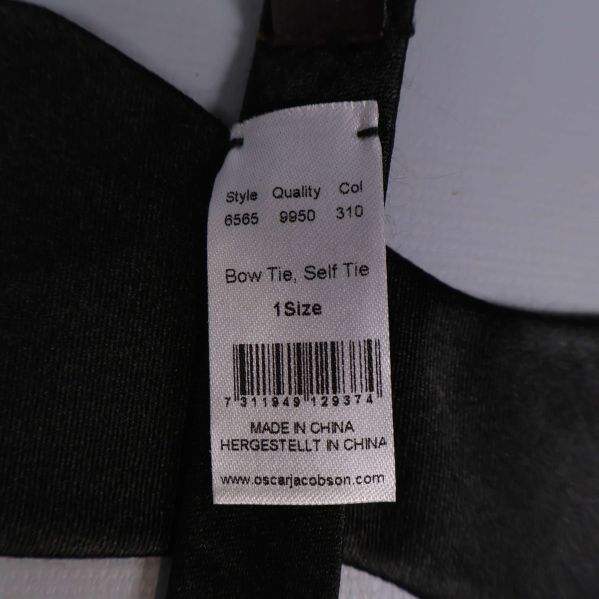 Style Quality Col
6565 9950 310
Bow Tie, Self Tie
1Size
7 311949 129374
MADE IN CHINA
HERGESTELLT IN CHINA
www.oscarjacobson.com